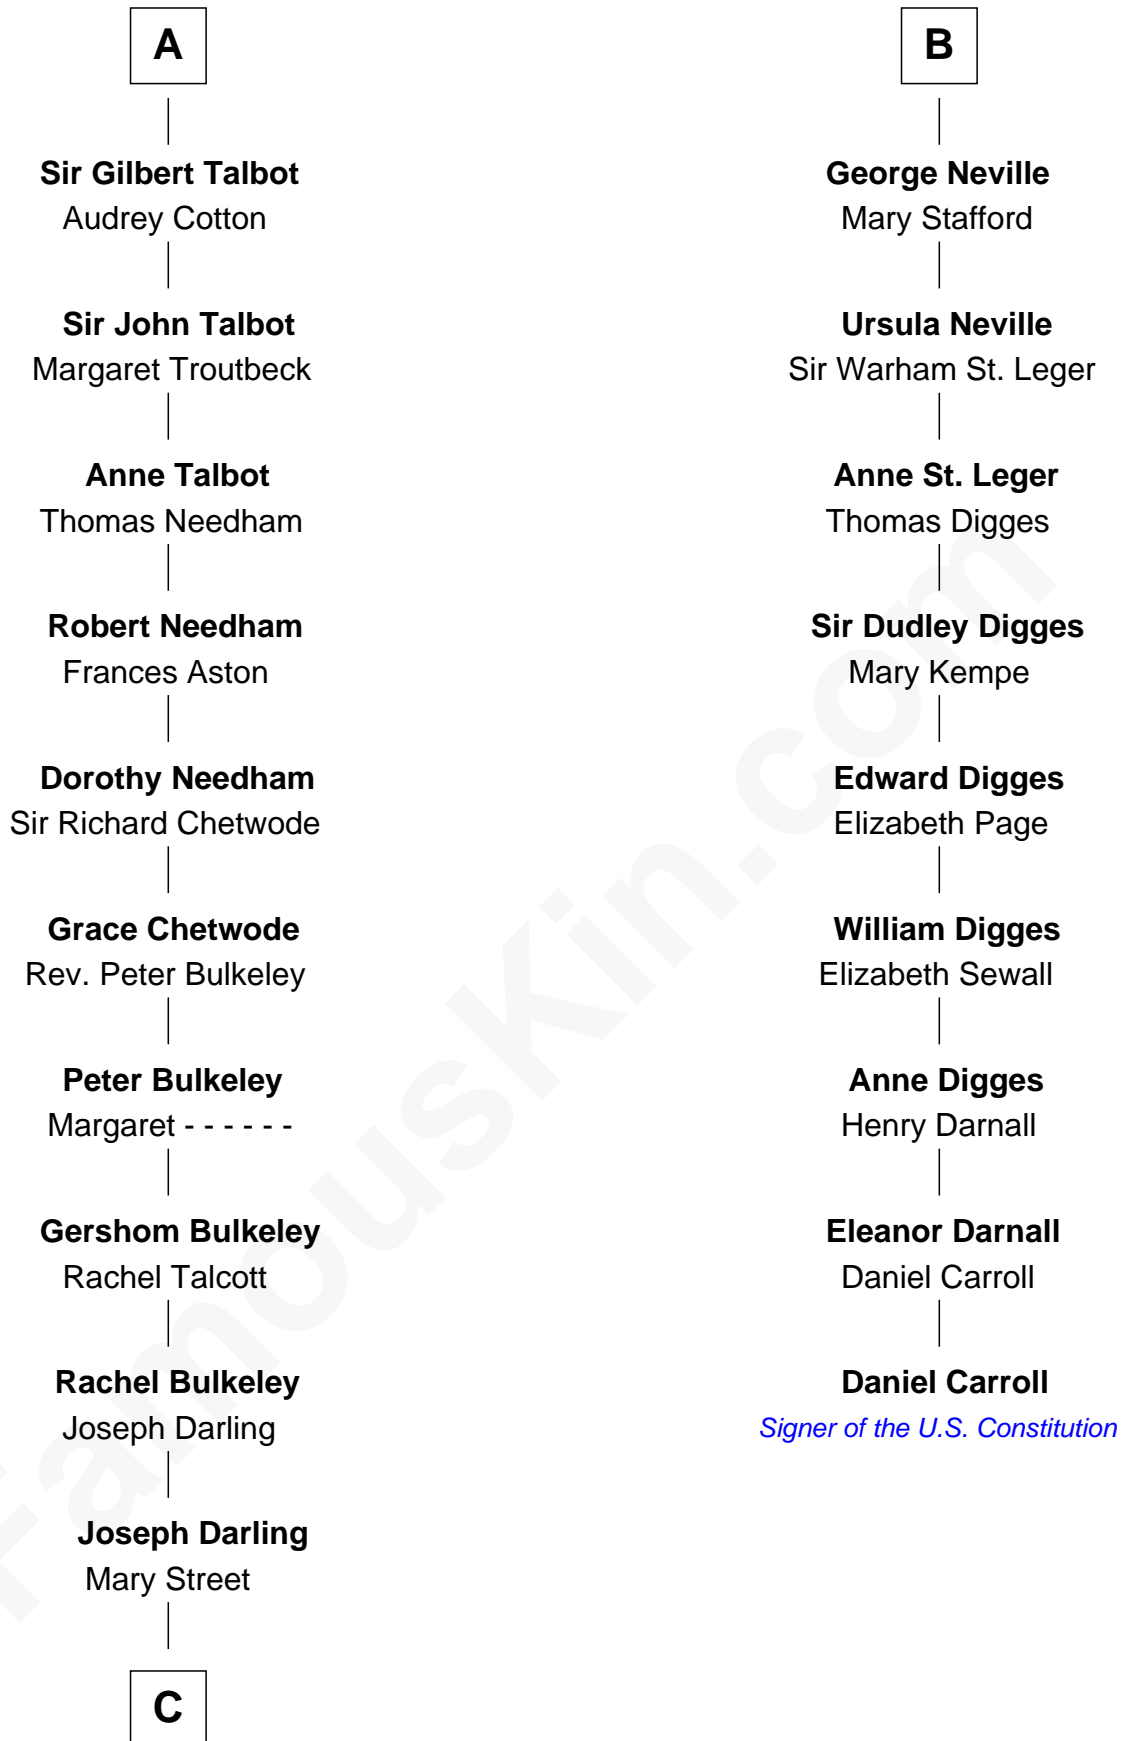 A
Sir Gilbert Talbot
Audrey Cotton
Sir John Talbot
Margaret Troutbeck
Anne Talbot
Thomas Needham
Robert Needham
Frances Aston
Dorothy Needham
Sir Richard Chetwode
Grace Chetwode
Rev. Peter Bulkeley
Peter Bulkeley
Margaret - - - - - -
Gershom Bulkeley
Rachel Talcott
Rachel Bulkeley
Joseph Darling
Joseph Darling
Mary Street
C
B
George Neville
Mary Stafford
Ursula Neville
Sir Warham St. Leger
Anne St. Leger
Thomas Digges
Sir Dudley Digges
Mary Kempe
Edward Digges
Elizabeth Page
William Digges
Elizabeth Sewall
Anne Digges
Henry Darnall
Eleanor Darnall
Daniel Carroll
Daniel Carroll
Signer of the U.S. Constitution
FamousKin.com